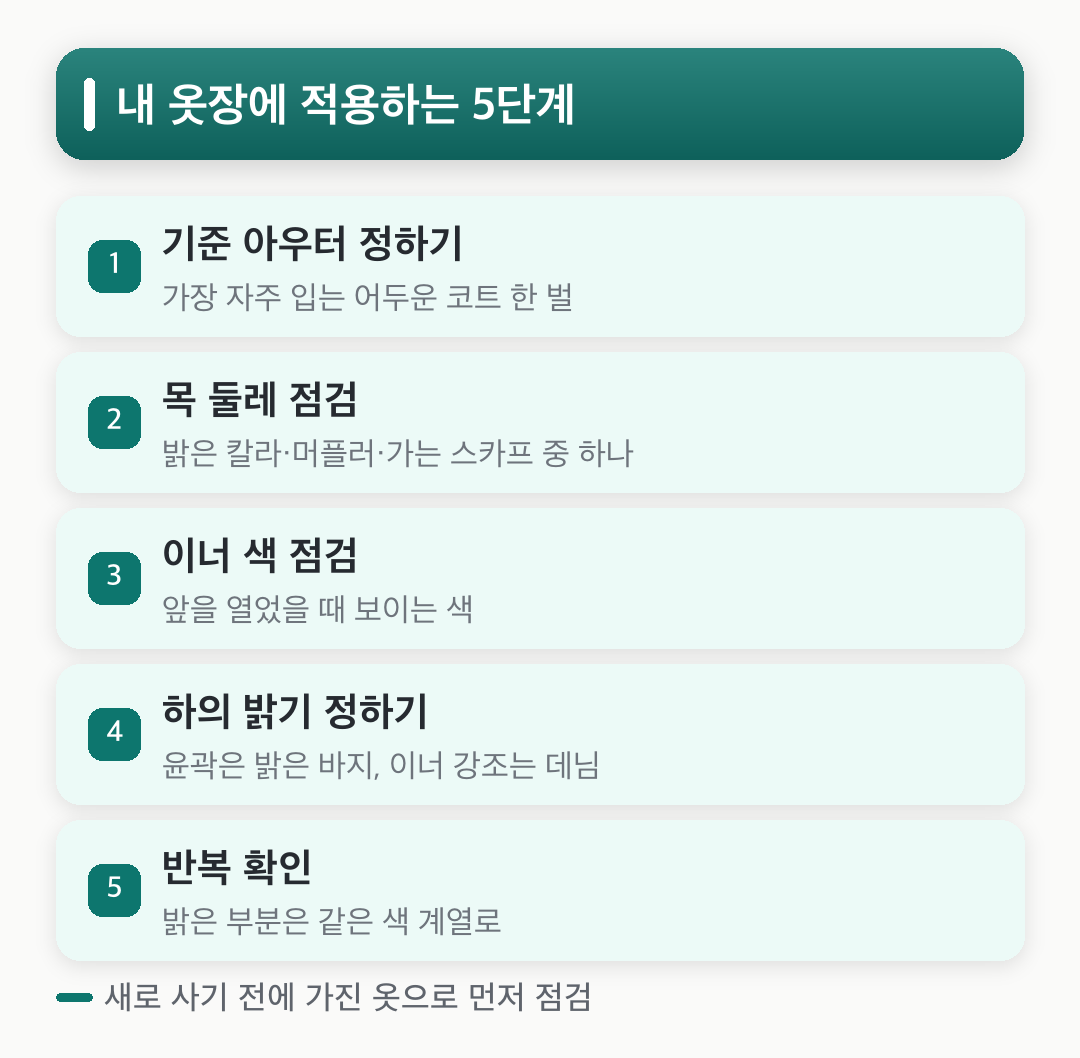 내 옷장에 적용하는 5단계
1
기준 아우터 정하기
가장 자주 입는 어두운 코트 한 벌
2
목 둘레 점검
밝은 칼라·머플러·가는 스카프 중 하나
3
이너 색 점검
앞을 열었을 때 보이는 색
4
하의 밝기 정하기
윤곽은 밝은 바지, 이너 강조는 데님
5
반복 확인
밝은 부분은 같은 색 계열로
새로 사기 전에 가진 옷으로 먼저 점검